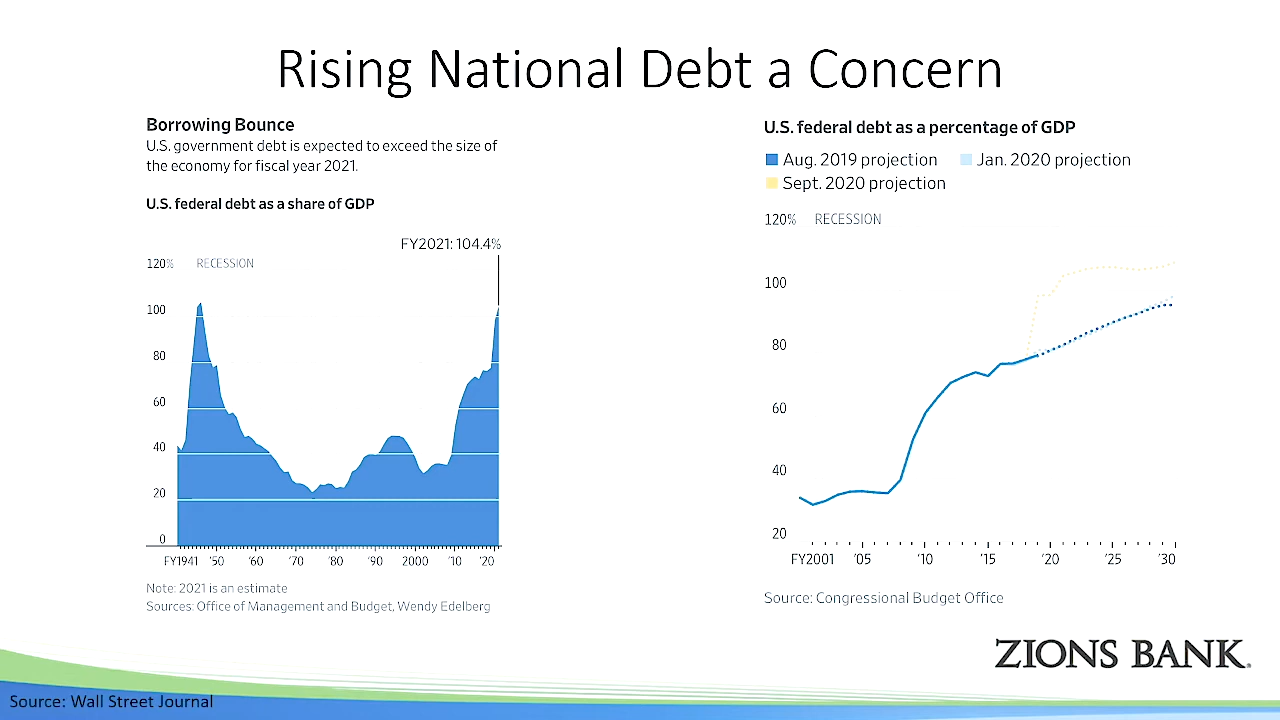 Rising National Debt a Concern
Borrowing Bounce
U.S. government debt is expected to exceed the size of
the economy for fiscal year 2021.
U.S. federal debt as a share of GDP
FY2021: 104.4%
120% RECESSION
100
80
60
40
20
0
FY1941 '50 '60 '70 '80 '90 2000 '10 '20
Note: 2021 is an estimate
Sources: Office of Management and Budget, Wendy Edelberg
U.S. federal debt as a percentage of GDP
Aug. 2019 projection Jan. 2020 projection
Sept. 2020 projection
120% RECESSION
100
80
60
40
20
FY2001 '05 '10 '15 '20 '25 '30
Source: Congressional Budget Office
ZIONS BANK®
Source: Wall Street Journal